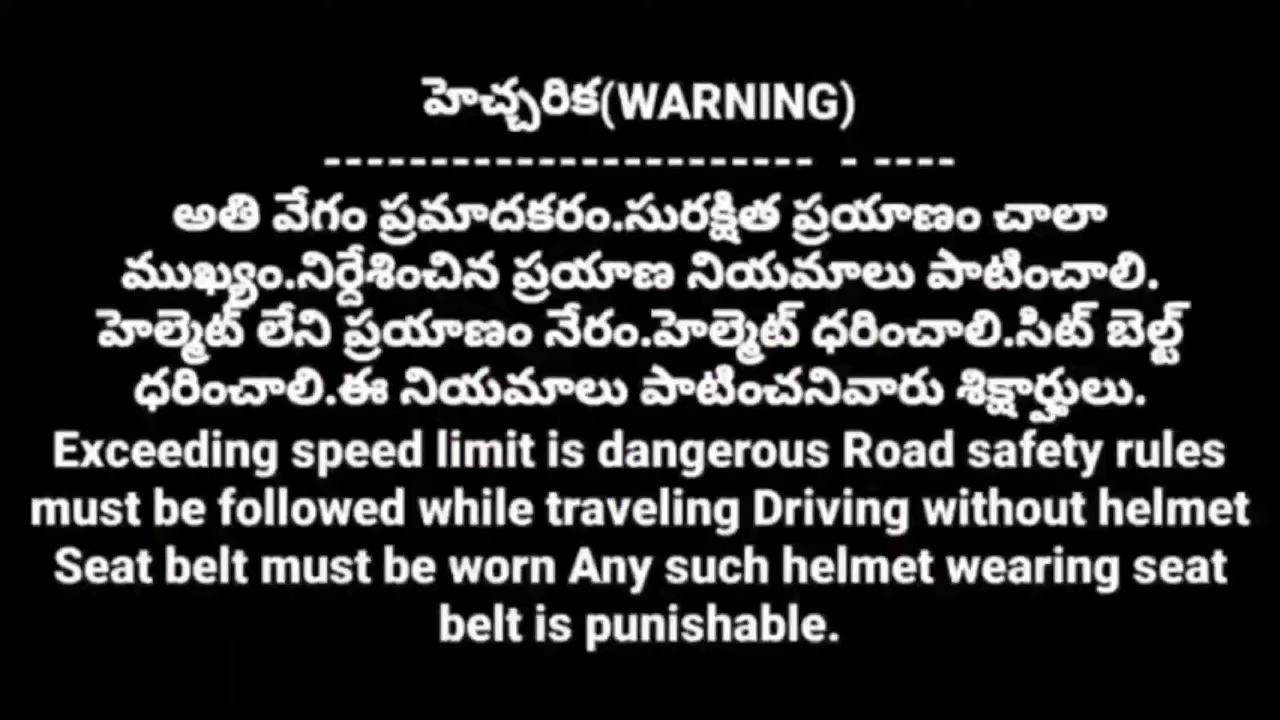 హెచ్చరిక(WARNING)
----------------------- - ----
అతి వేగం ప్రమాదకరం.సురక్షిత ప్రయాణం చాలా
ముఖ్యం.నిర్దేశించిన ప్రయాణ నియమాలు పాటించాలి.
హెల్మెట్ లేని ప్రయాణం నేరం.హెల్మెట్ ధరించాలి.సిట్ బెల్ట్
ధరించాలి.ఈ నియమాలు పాటించనివారు శిక్షార్హులు.
Exceeding speed limit is dangerous Road safety rules
must be followed while traveling Driving without helmet
Seat belt must be worn Any such helmet wearing seat
belt is punishable.